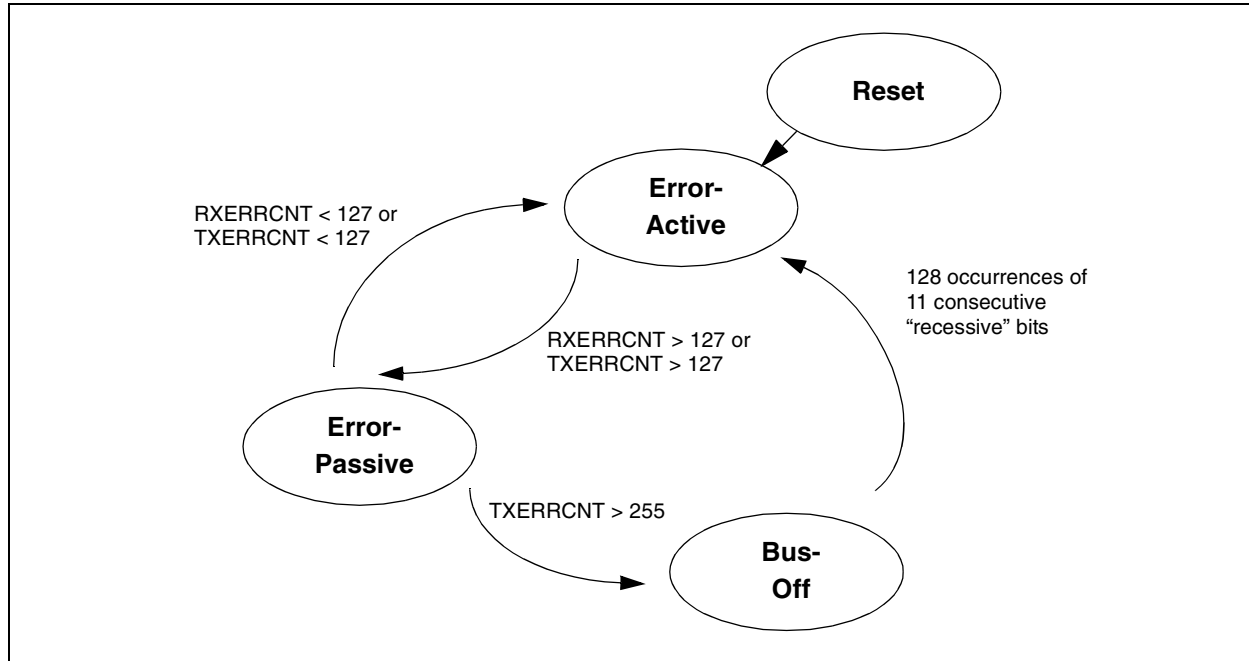 Reset
Error-
Active
RXERRCNT < 127 or
TXERRCNT < 127
128 occurrences of
11 consecutive
“recessive” bits
RXERRCNT > 127 or
TXERRCNT > 127
Error-
Passive
TXERRCNT > 255
Bus-
Off